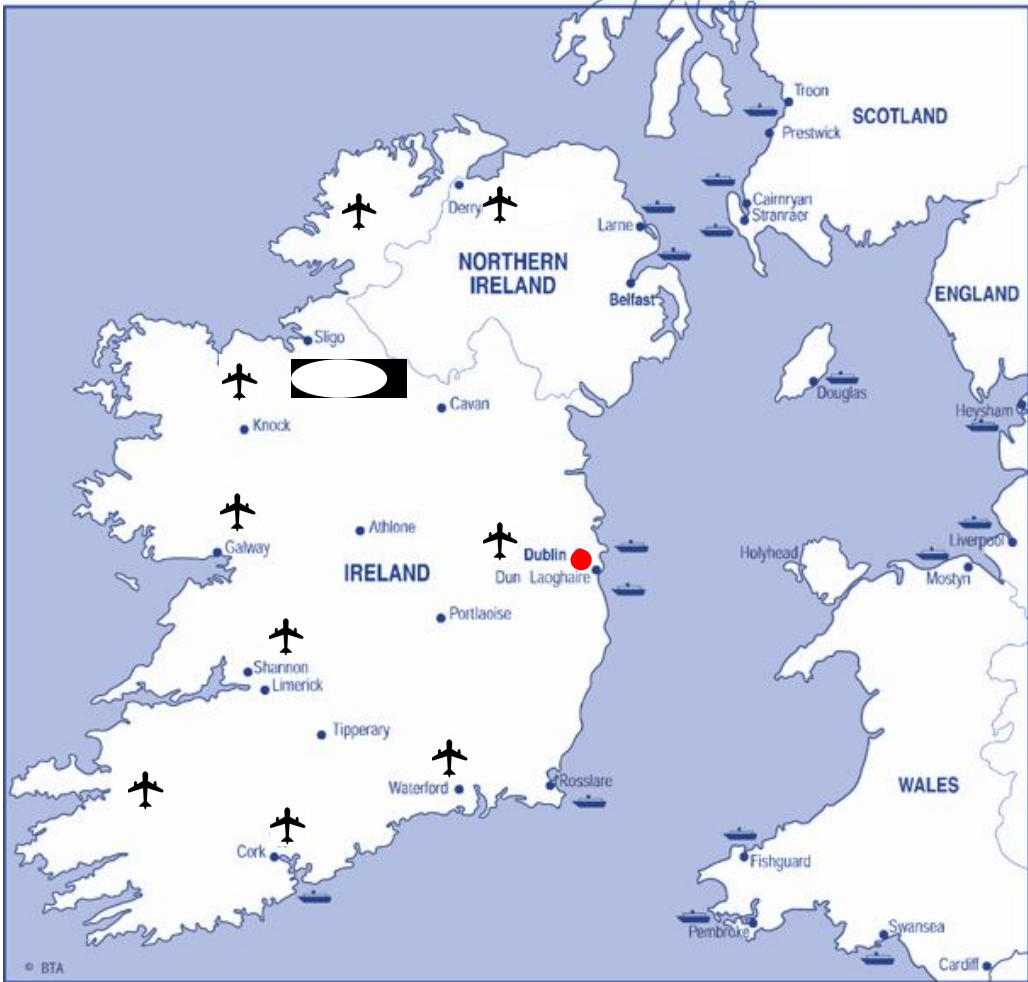 Troon
SCOTLAND
Prestwick
Derry
Cairnryan
Stranraer
Larne
NORTHERN
IRELAND
Belfast
ENGLAND
Sligo
Douglas
Cavan
Heysham
Knock
Athlone
Galway
Dublin
Liverpool
Holyhead
IRELAND
Dun Laoghaire
Mostyn
Portlaoise
Shannon
Limerick
Tipperary
Rosslare
Waterford
WALES
Cork
Fishguard
Pembroke
Swansea
Cardiff
© BTA